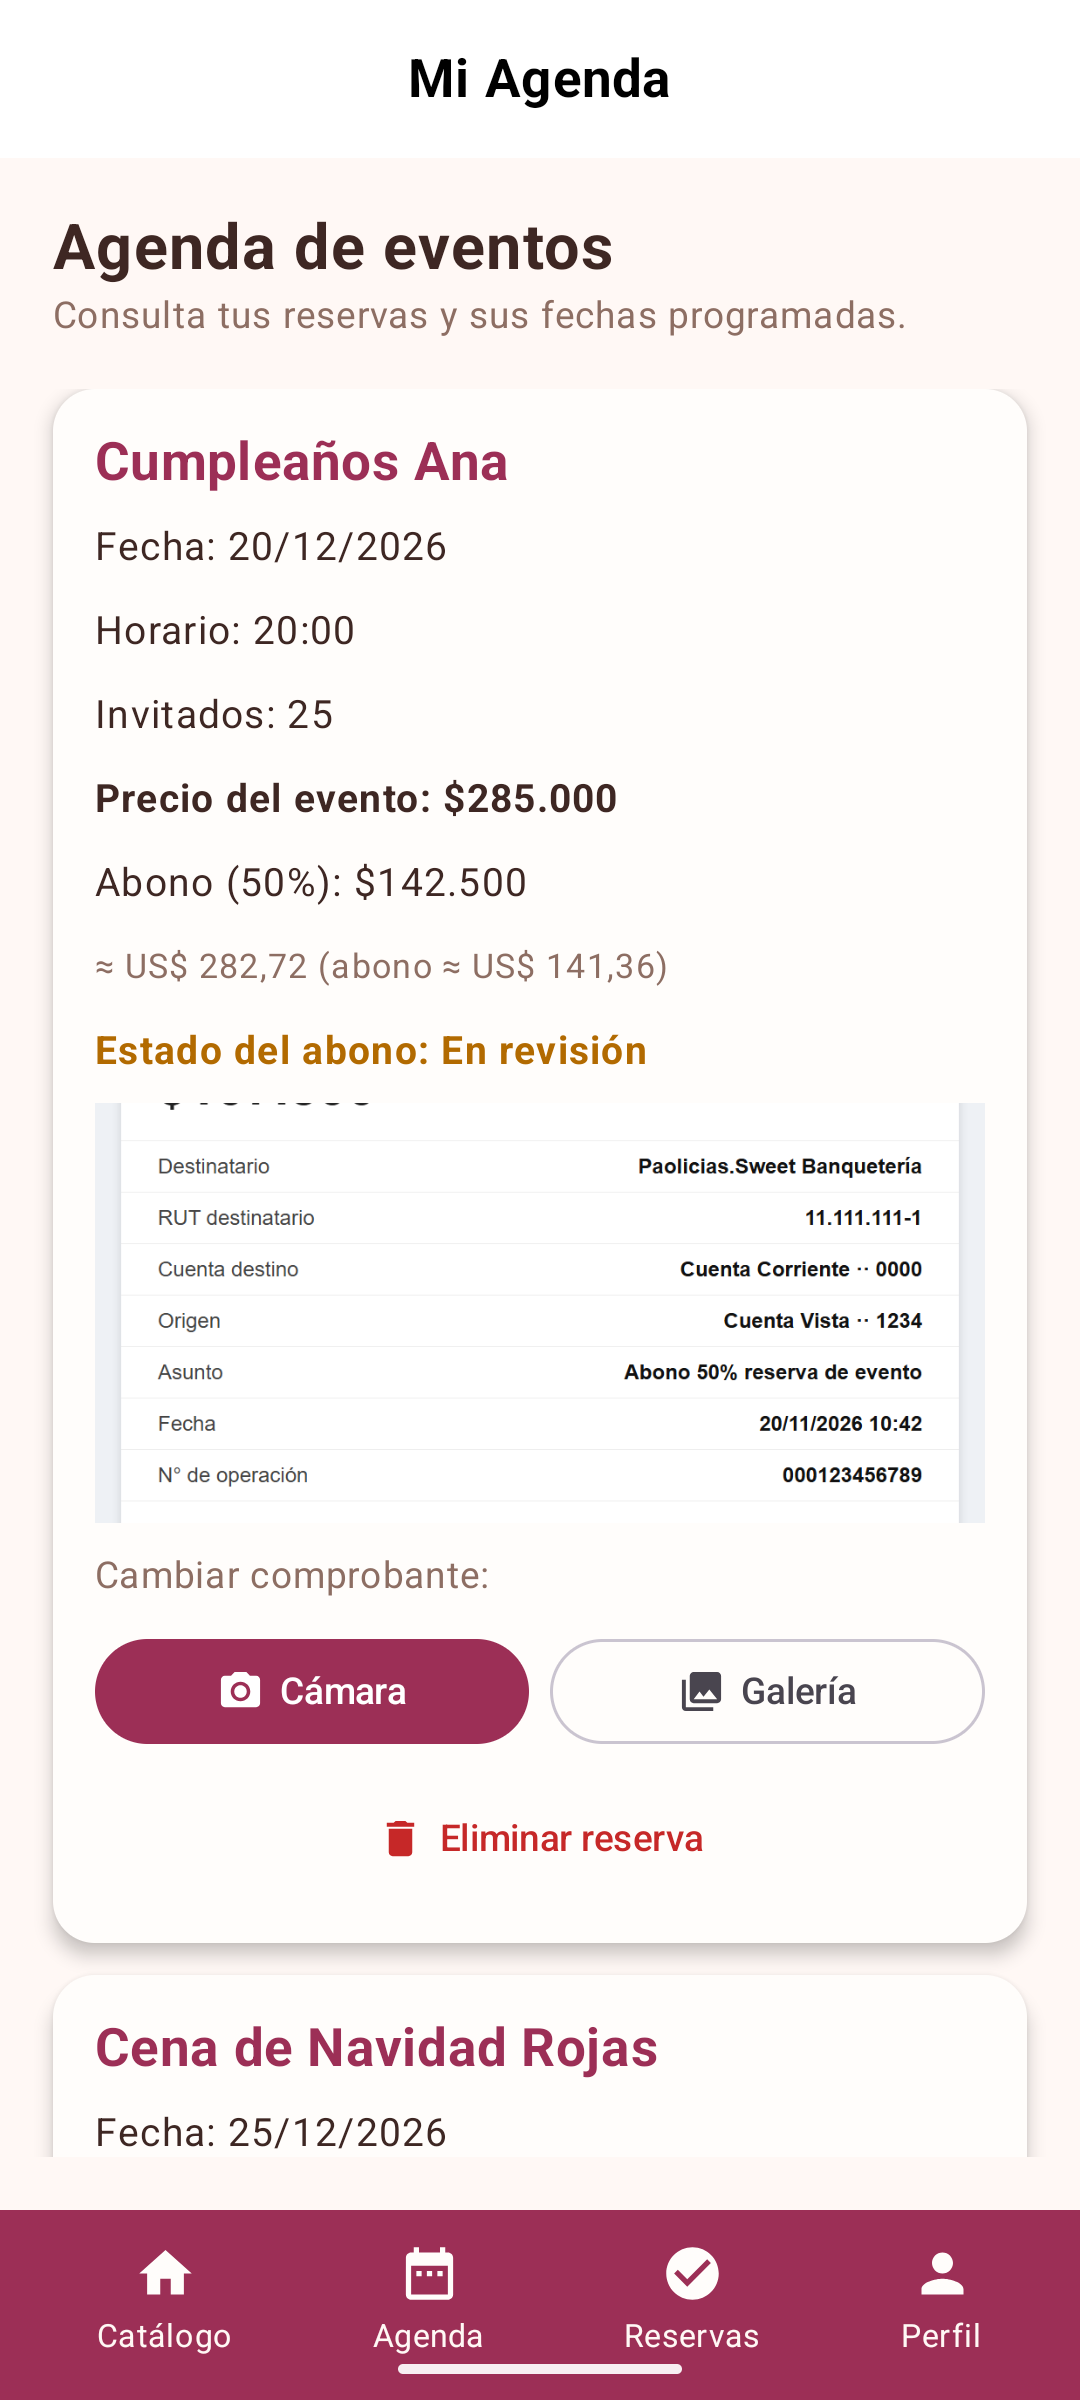 Mi Agenda
Agenda de eventos
Consulta tus reservas y sus fechas programadas.
Cumpleaños Ana
Fecha: 20/12/2026
Horario: 20:00
Invitados: 25
Precio del evento: $285.000
Abono (50%): $142.500
≈ US$ 282,72 (abono ≈ US$ 141,36)
Estado del abono: En revisión
Destinatario Paolicias.Sweet Banquetería
RUT destinatario 11.111.111-1
Cuenta destino Cuenta Corriente ·· 0000
Origen Cuenta Vista ·· 1234
Asunto Abono 50% reserva de evento
Fecha 20/11/2026 10:42
N° de operación 000123456789
Cambiar comprobante:
Cámara Galería
Eliminar reserva
Cena de Navidad Rojas
Fecha: 25/12/2026
Catálogo Agenda Reservas Perfil